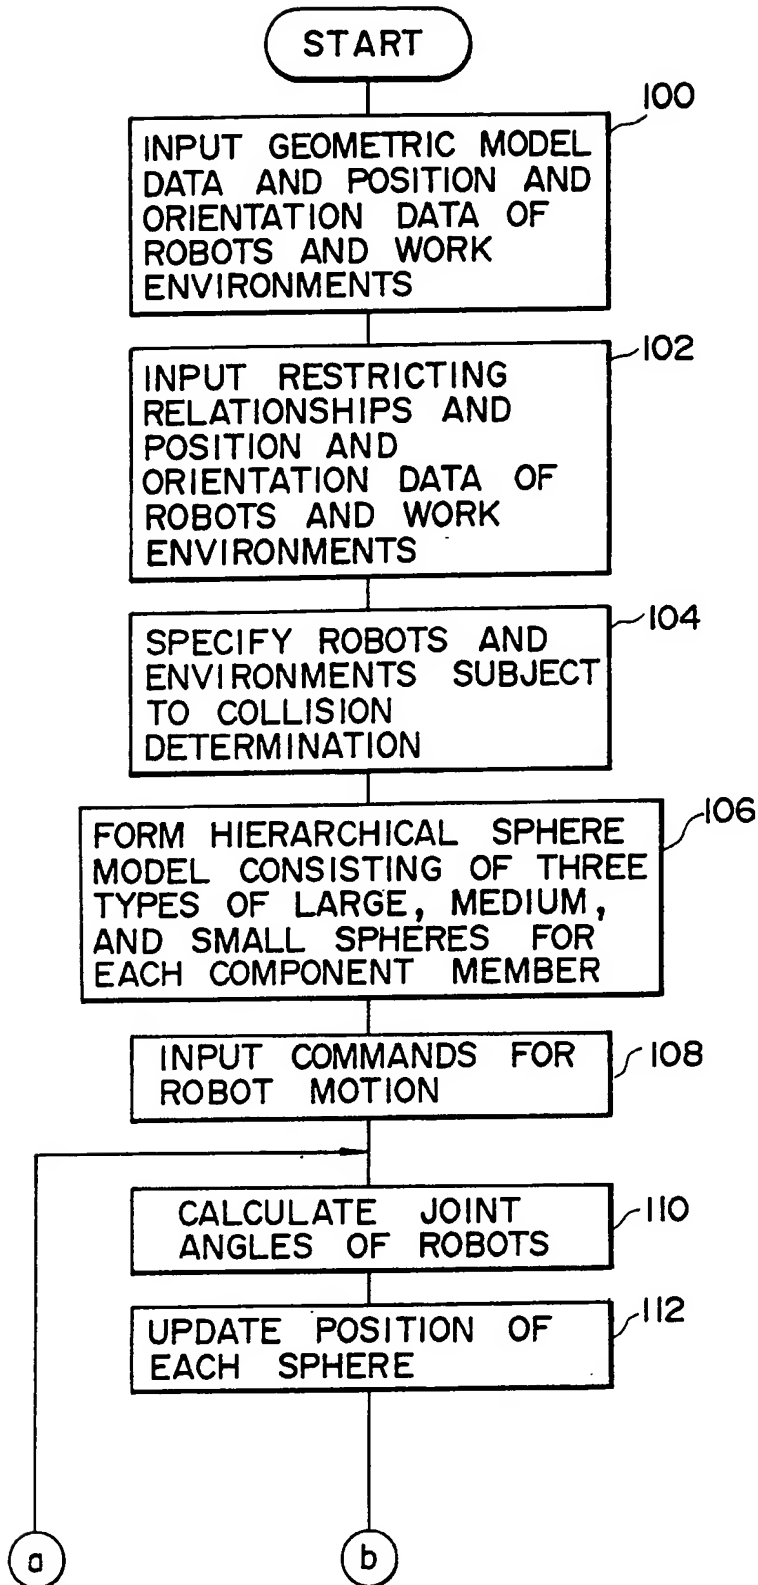 START
100
INPUT GEOMETRIC MODEL
DATA AND POSITION AND
ORIENTATION DATA OF
ROBOTS AND WORK
ENVIRONMENTS
102
INPUT RESTRICTING
RELATIONSHIPS AND
POSITION AND
ORIENTATION DATA OF
ROBOTS AND WORK
ENVIRONMENTS
104
SPECIFY ROBOTS AND
ENVIRONMENTS SUBJECT
TO COLLISION
DETERMINATION
106
FORM HIERARCHICAL SPHERE
MODEL CONSISTING OF THREE
TYPES OF LARGE, MEDIUM,
AND SMALL SPHERES FOR
EACH COMPONENT MEMBER
108
INPUT COMMANDS FOR
ROBOT MOTION
110
CALCULATE JOINT
ANGLES OF ROBOTS
112
UPDATE POSITION OF
EACH SPHERE
a
b